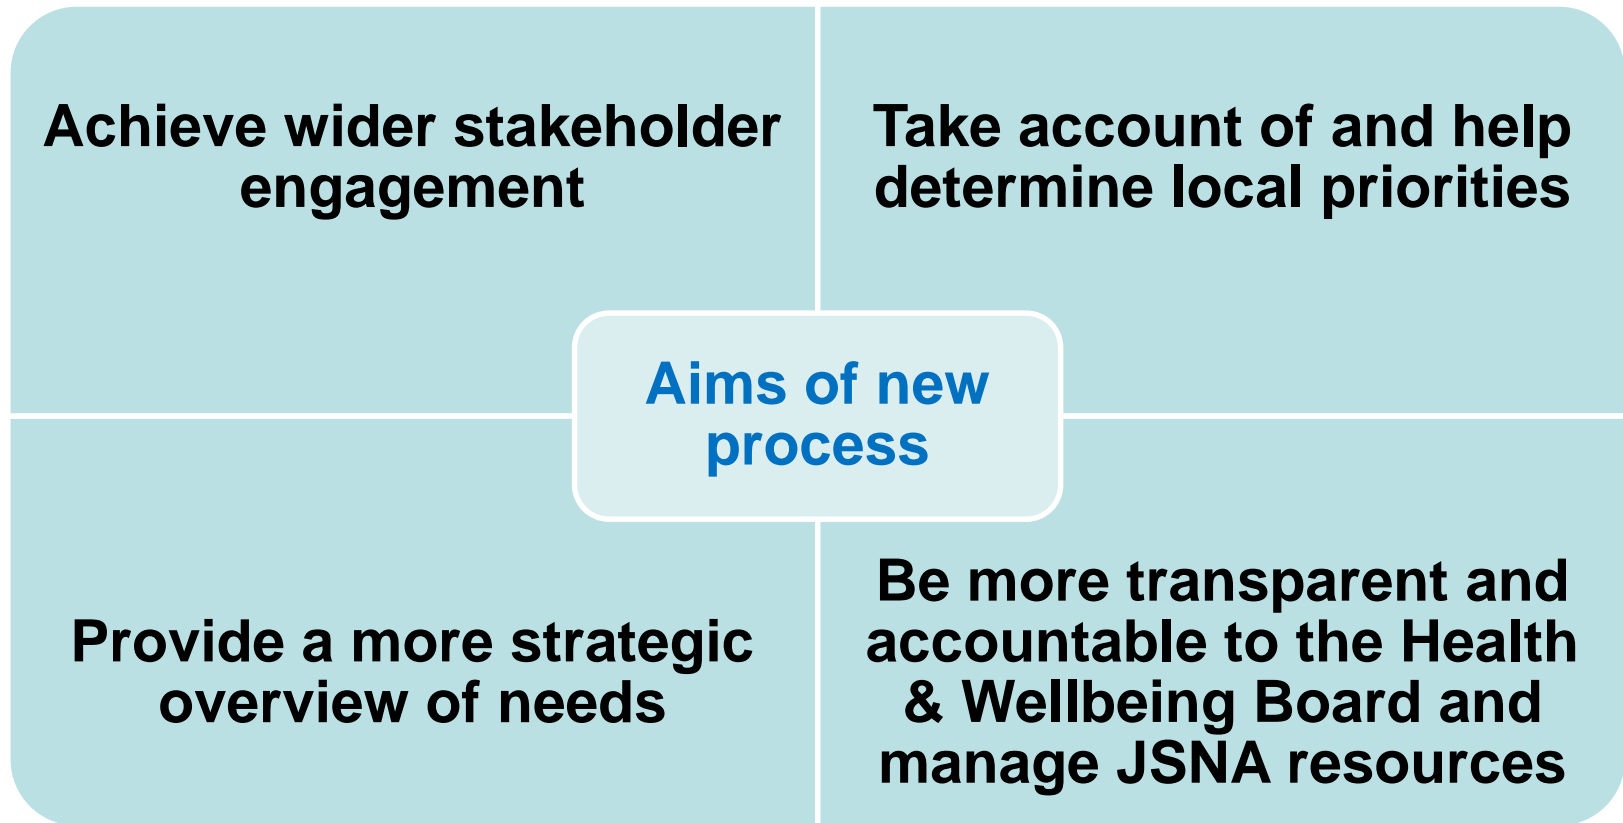 Achieve wider stakeholder
engagement
Take account of and help
determine local priorities
Aims of new
process
Provide a more strategic
overview of needs
Be more transparent and
accountable to the Health
& Wellbeing Board and
manage JSNA resources